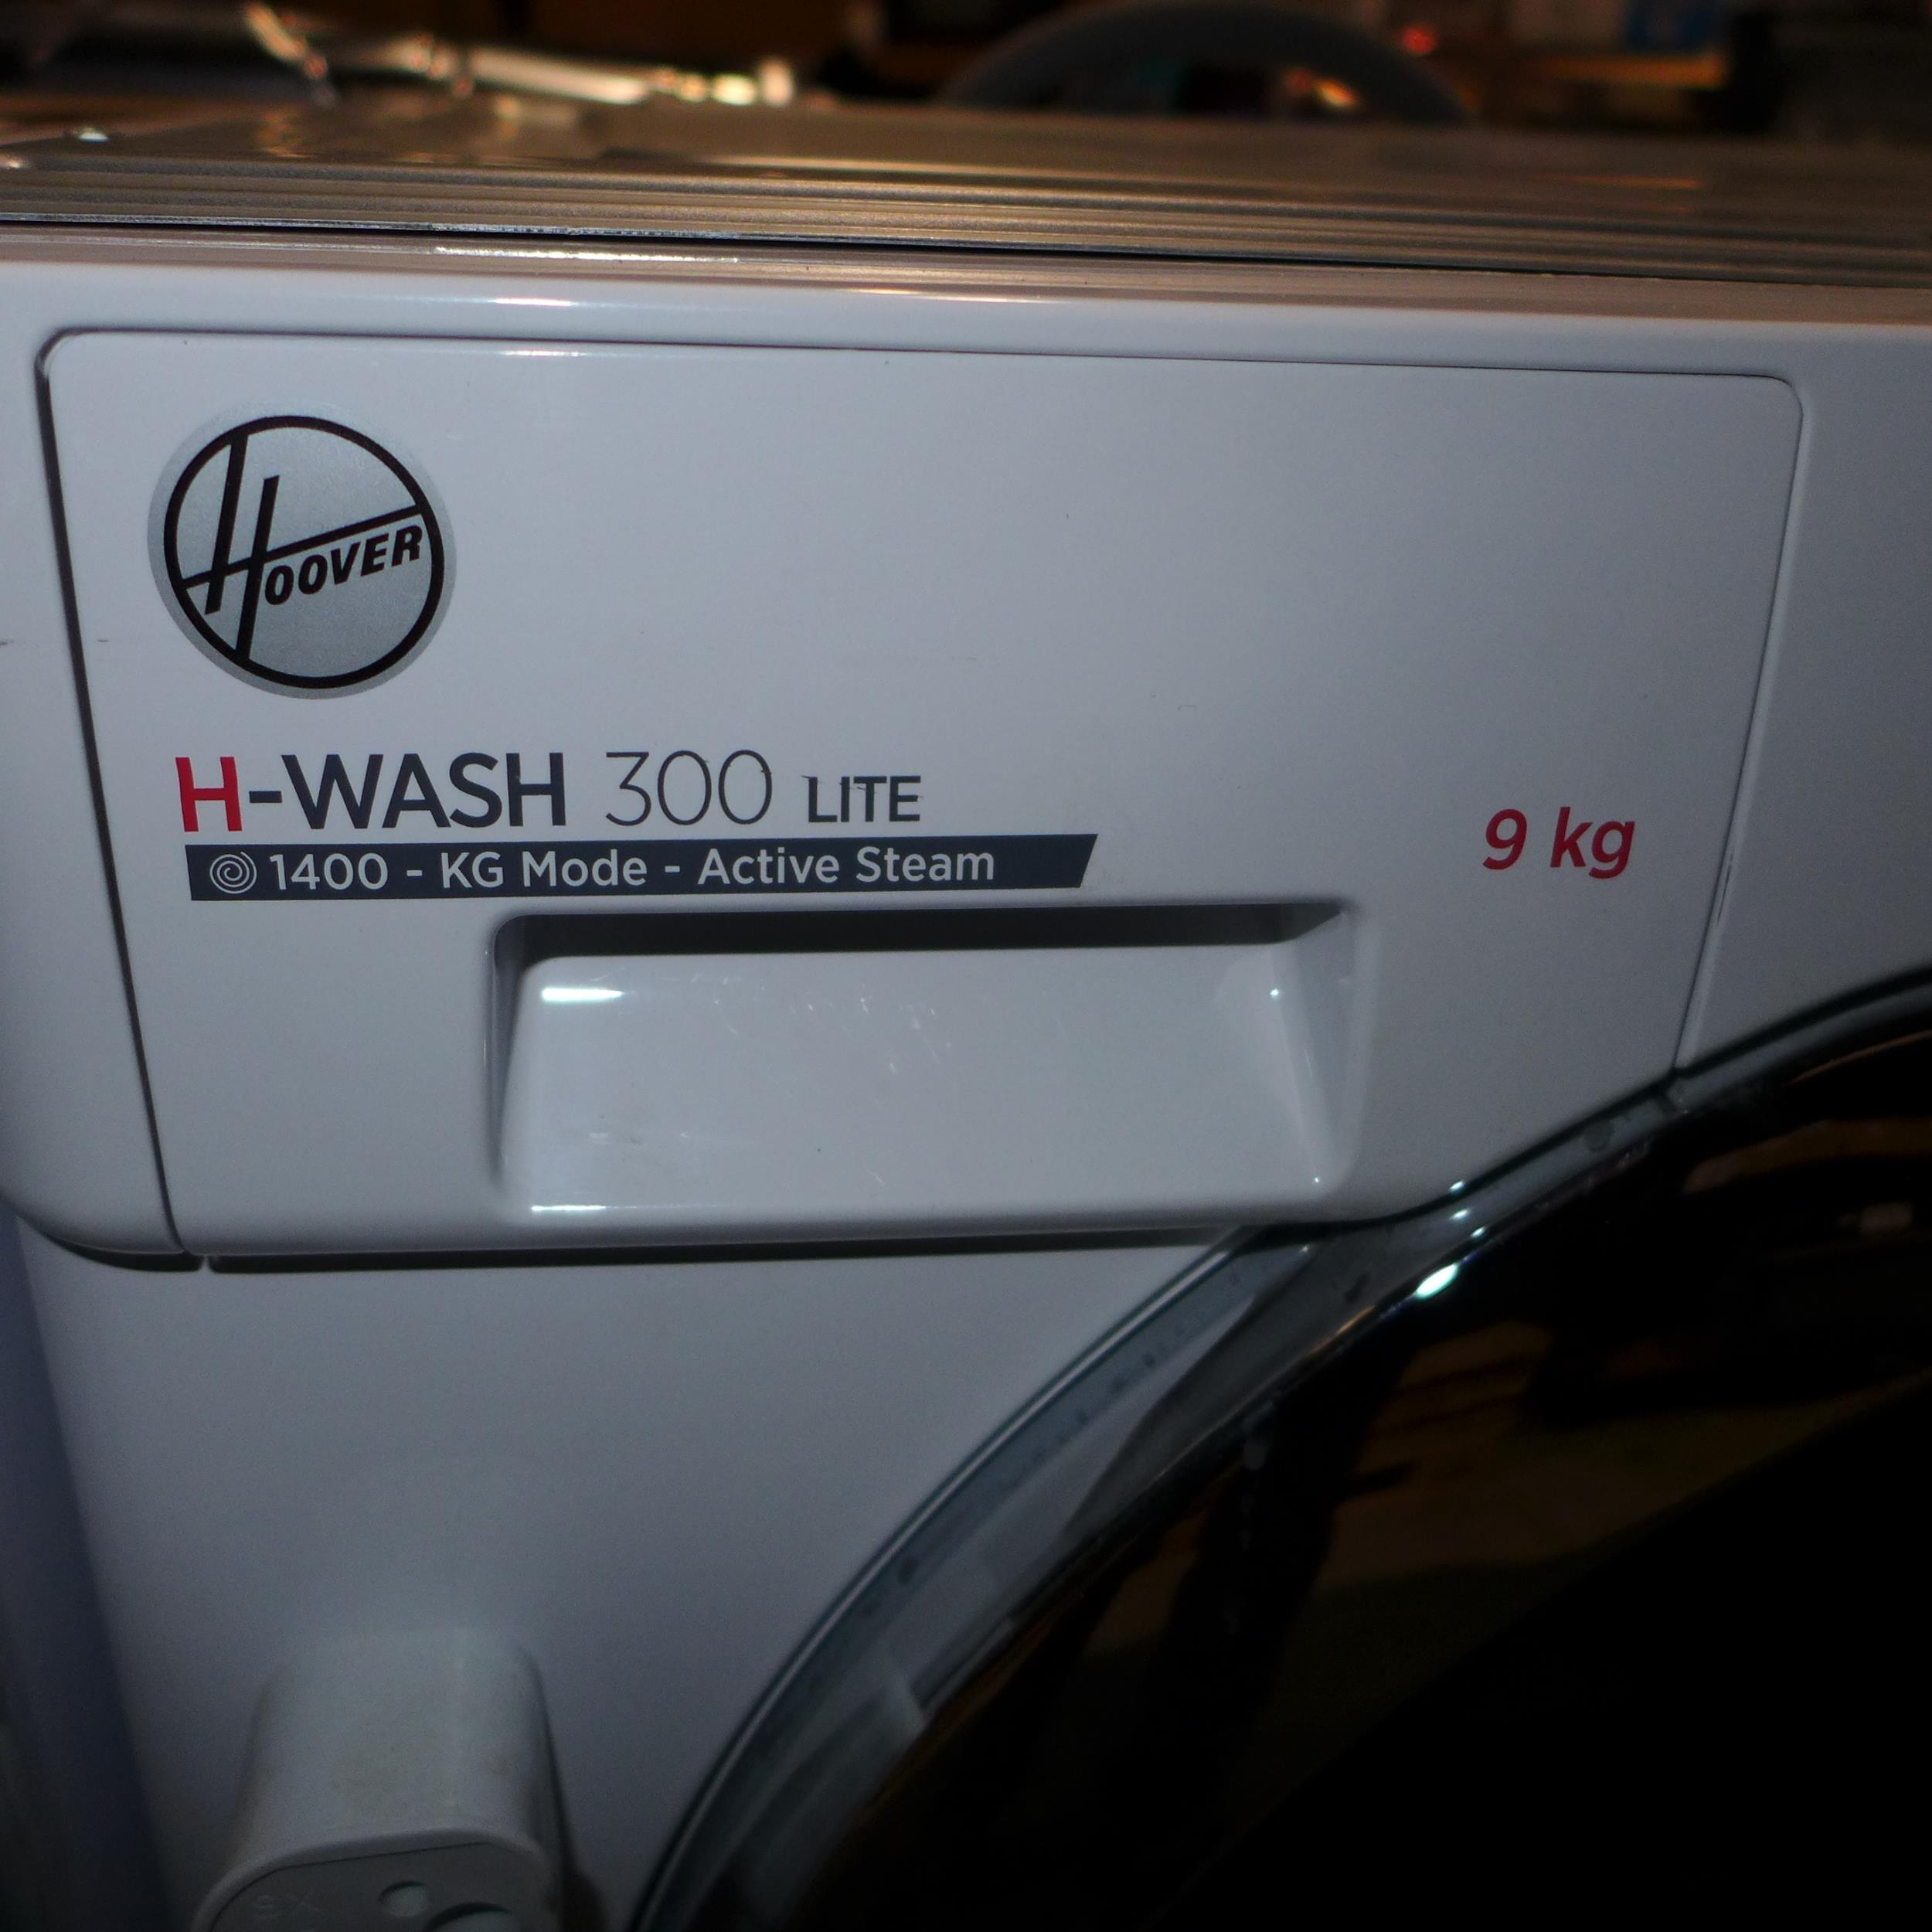 HOOVER
H-WASH 300 LITE
1400 - KG Mode - Active Steam
9 kg